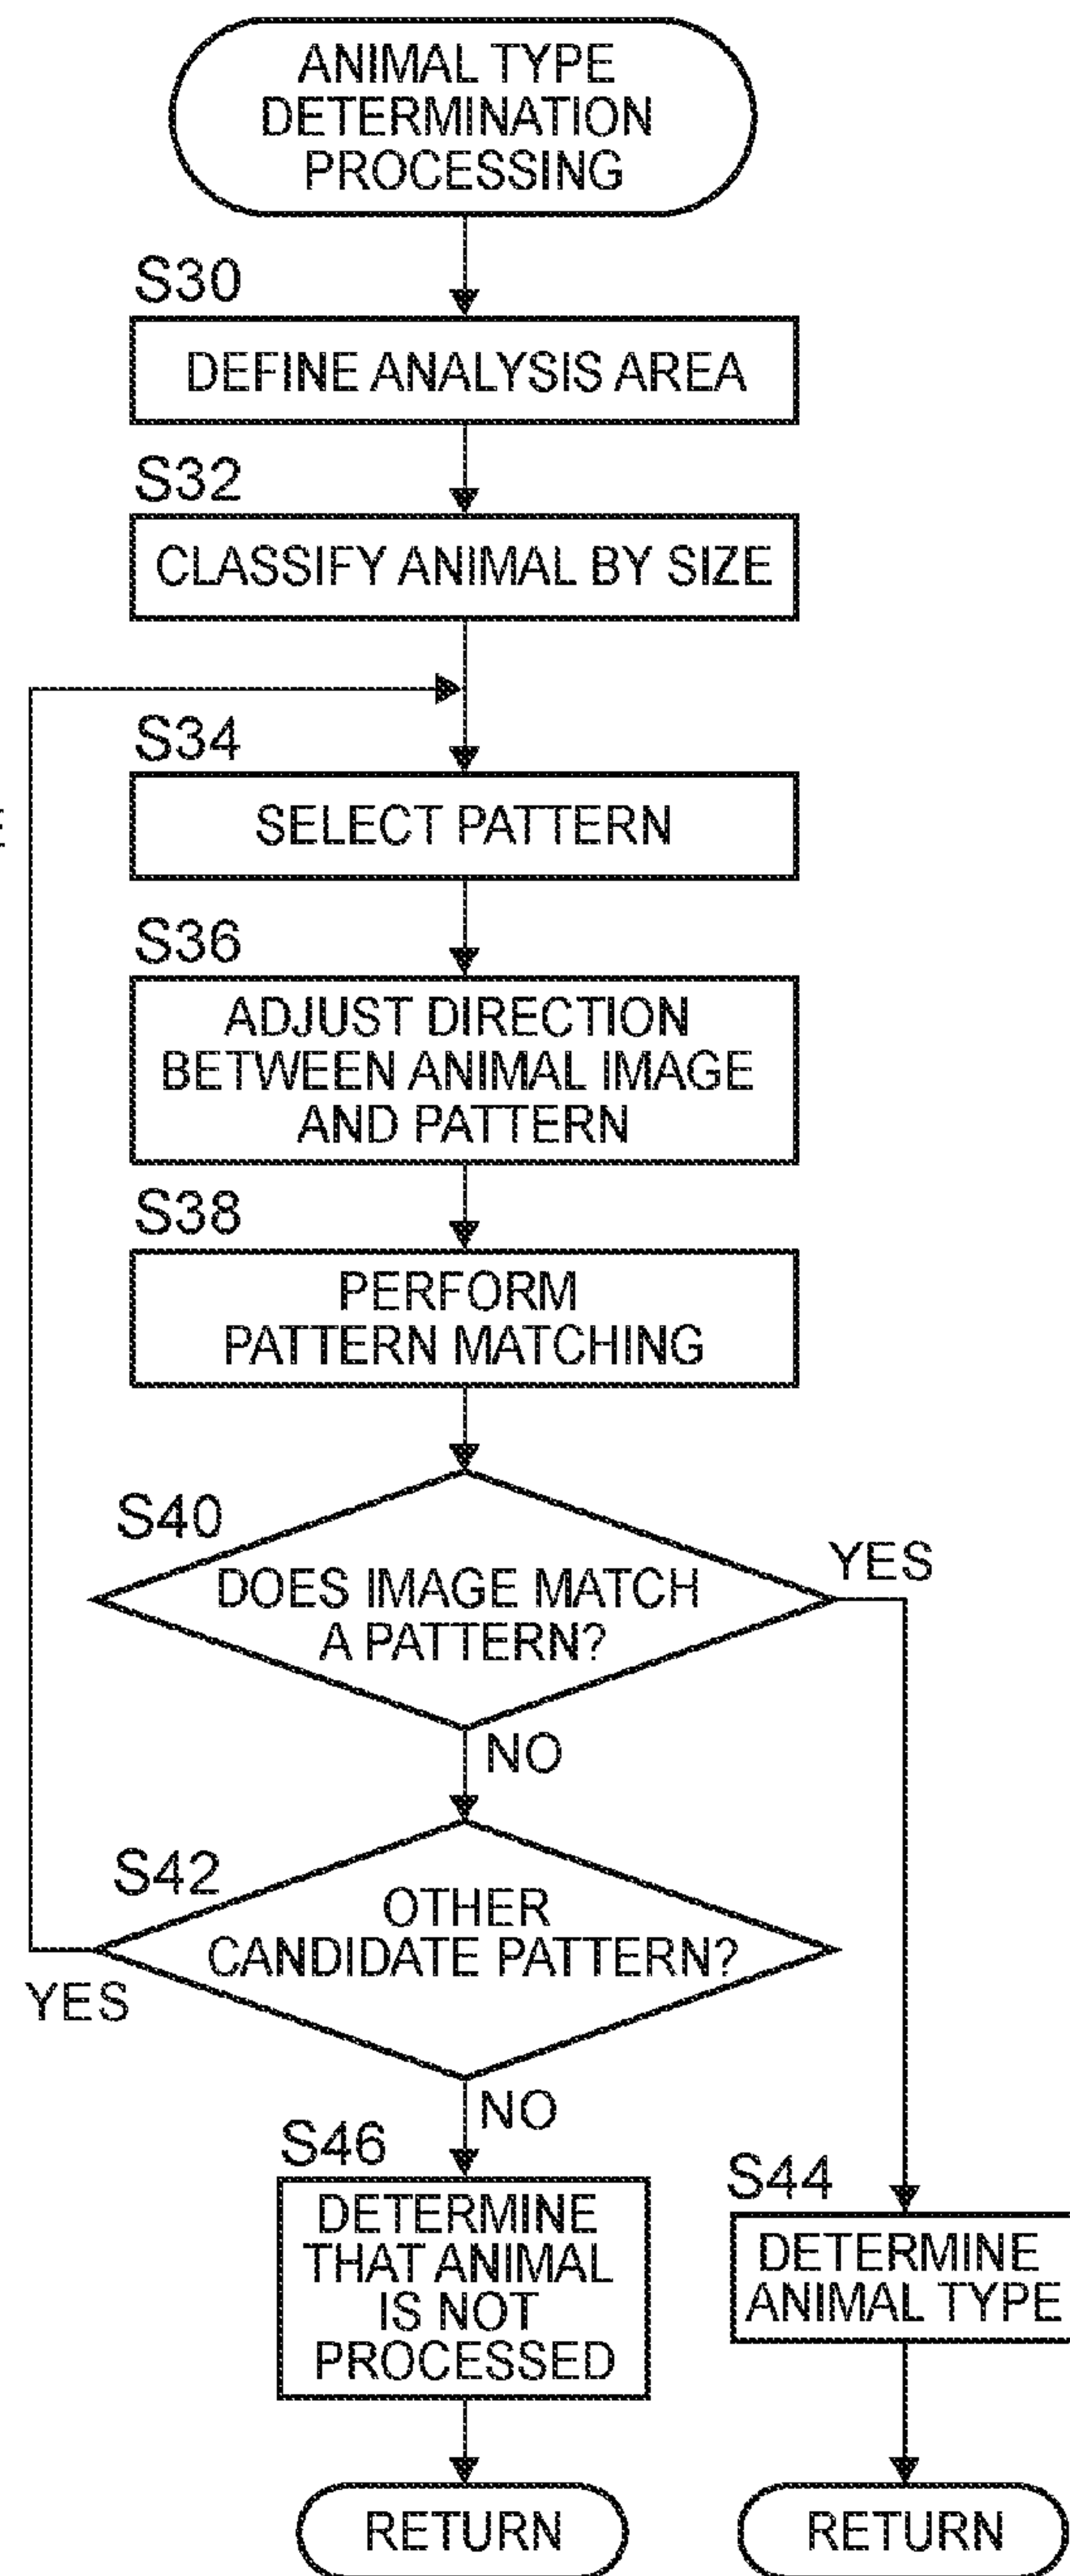 ANIMAL TYPE
DETERMINATION
PROCESSING
S30
DEFINE ANALYSIS AREA
S32
CLASSIFY ANIMAL BY SIZE
S34
SELECT PATTERN
S36
ADJUST DIRECTION
BETWEEN ANIMAL IMAGE
AND PATTERN
S38
PERFORM
PATTERN MATCHING
S40
DOES IMAGE MATCH
A PATTERN?
YES
NO
S42
OTHER
CANDIDATE PATTERN?
YES
NO
S46
DETERMINE
THAT ANIMAL
IS NOT
PROCESSED
S44
DETERMINE
ANIMAL TYPE
RETURN
RETURN